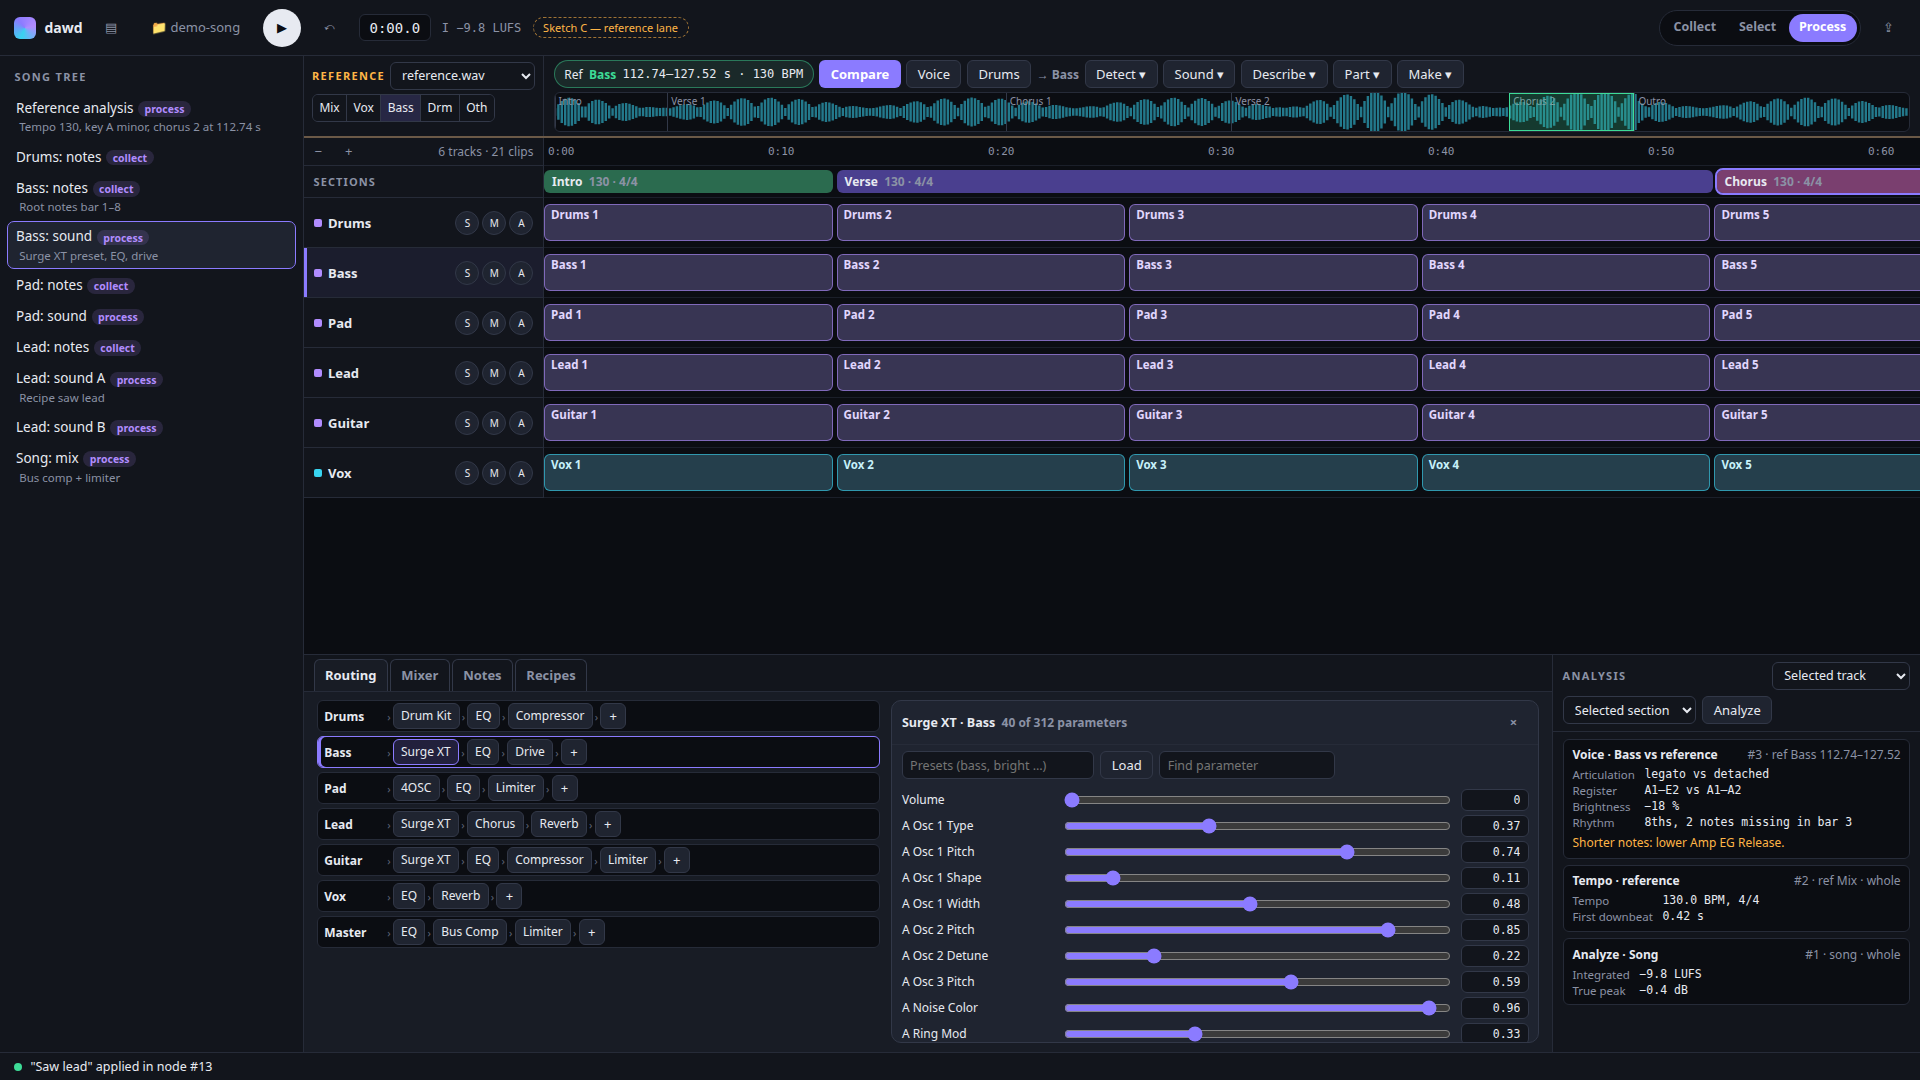 dawd
demo-song
0:00.0
I −9.8 LUFS
Sketch C — reference lane
Collect
Select
Process
SONG TREE
Reference analysis process
Tempo 130, key A minor, chorus 2 at 112.74 s
Drums: notes collect
Bass: notes collect
Root notes bar 1–8
Bass: sound process
Surge XT preset, EQ, drive
Pad: notes collect
Pad: sound process
Lead: notes collect
Lead: sound A process
Recipe saw lead
Lead: sound B process
Song: mix process
Bus comp + limiter
REFERENCE reference.wav
Mix Vox Bass Drm Oth
Ref Bass 112.74–127.52 s · 130 BPM
Compare Voice Drums → Bass Detect ▾ Sound ▾ Describe ▾ Part ▾ Make ▾
Intro Verse 1 Chorus 1 Verse 2 Chorus 2 Outro
− + 6 tracks · 21 clips
0:00 0:10 0:20 0:30 0:40 0:50 0:60
SECTIONS
Intro 130 · 4/4 Verse 130 · 4/4 Chorus 130 · 4/4
Drums S M A Drums 1 Drums 2 Drums 3 Drums 4 Drums 5
Bass S M A Bass 1 Bass 2 Bass 3 Bass 4 Bass 5
Pad S M A Pad 1 Pad 2 Pad 3 Pad 4 Pad 5
Lead S M A Lead 1 Lead 2 Lead 3 Lead 4 Lead 5
Guitar S M A Guitar 1 Guitar 2 Guitar 3 Guitar 4 Guitar 5
Vox S M A Vox 1 Vox 2 Vox 3 Vox 4 Vox 5
Routing Mixer Notes Recipes
Drums › Drum Kit › EQ › Compressor › +
Bass › Surge XT › EQ › Drive › +
Pad › 4OSC › EQ › Limiter › +
Lead › Surge XT › Chorus › Reverb › +
Guitar › Surge XT › EQ › Compressor › Limiter › +
Vox › EQ › Reverb › +
Master › EQ › Bus Comp › Limiter › +
Surge XT · Bass 40 of 312 parameters ×
Presets (bass, bright ...) Load Find parameter
Volume 0
A Osc 1 Type 0.37
A Osc 1 Pitch 0.74
A Osc 1 Shape 0.11
A Osc 1 Width 0.48
A Osc 2 Pitch 0.85
A Osc 2 Detune 0.22
A Osc 3 Pitch 0.59
A Noise Color 0.96
A Ring Mod 0.33
ANALYSIS Selected track
Selected section Analyze
Voice · Bass vs reference #3 · ref Bass 112.74–127.52
Articulation legato vs detached
Register A1–E2 vs A1–A2
Brightness −18 %
Rhythm 8ths, 2 notes missing in bar 3
Shorter notes: lower Amp EG Release.
Tempo · reference #2 · ref Mix · whole
Tempo 130.0 BPM, 4/4
First downbeat 0.42 s
Analyze · Song #1 · song · whole
Integrated −9.8 LUFS
True peak −0.4 dB
"Saw lead" applied in node #13